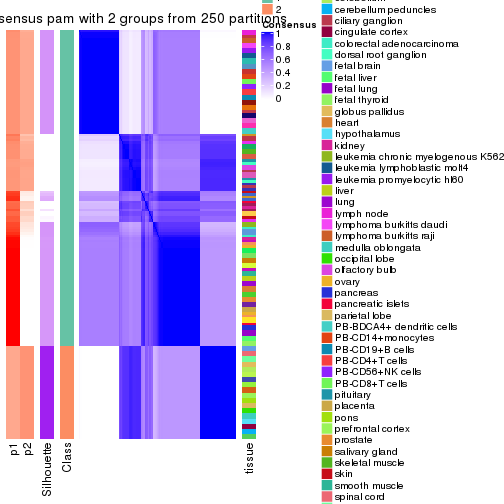 sensus pam with 2 groups from 250 partitions
2
Consensus
1
0.8
0.6
0.4
0.2
0
p1
p2
Silhouette
Class
tissue
cerebellum peduncles
ciliary ganglion
cingulate cortex
colorectal adenocarcinoma
dorsal root ganglion
fetal brain
fetal liver
fetal lung
fetal thyroid
globus pallidus
heart
hypothalamus
kidney
leukemia chronic myelogenous K562
leukemia lymphoblastic molt4
leukemia promyelocytic hl60
liver
lung
lymph node
lymphoma burkitts daudi
lymphoma burkitts raji
medulla oblongata
occipital lobe
olfactory bulb
ovary
pancreas
pancreatic islets
parietal lobe
PB-BDCA4+ dendritic cells
PB-CD14+monocytes
PB-CD19+B cells
PB-CD4+T cells
PB-CD56+NK cells
PB-CD8+T cells
pituitary
placenta
pons
prefrontal cortex
prostate
salivary gland
skeletal muscle
skin
smooth muscle
spinal cord